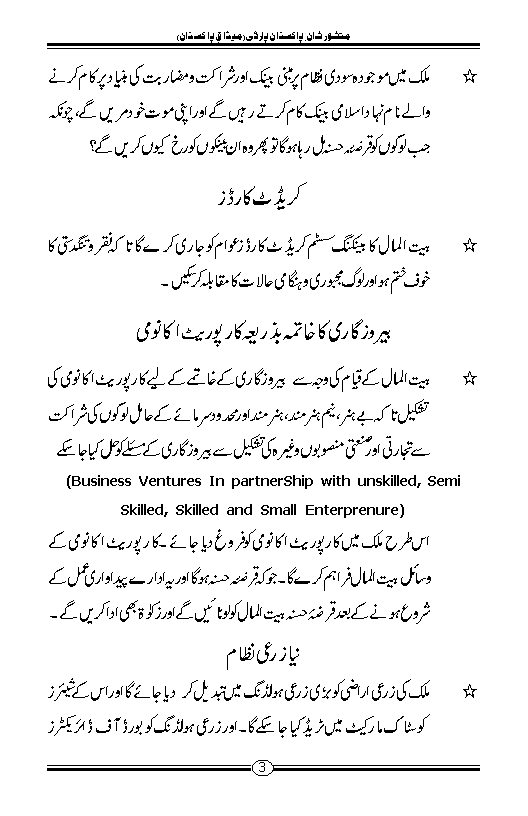 منشور شانِ پاکستان پارٹی (میثاقِ پاکستان)
☆ ملک میں موجودہ سودی نظام پر مبنی بینک اور شراکت و مضاربت کی بنیاد پر کام کرنے
والے نام نہاد اسلامی بینک کام کرتے رہیں گے اور اپنی موت خود مریں گے، چونکہ
جب لوگوں کو قرضہ حسنہ مل رہا ہوگا تو پھر وہ ان بینکوں کو رخ کیوں کریں گے؟
کریڈٹ کارڈز
☆ بیت المال کا بینکنگ سسٹم کریڈٹ کارڈز عوام کو جاری کرے گا تا کہ فقر و تنگدستی کا
خوف ختم ہو اور لوگ مجبوری و ہنگامی حالات کا مقابلہ کر سکیں ۔
بیروزگاری کا خاتمہ بذریعہ کارپوریٹ اکانومی
☆ بیت المال کے قیام کی وجہ سے بیروزگاری کے خاتمے کے لیے کارپوریٹ اکانومی کی
تشکیل تا کہ بے ہنر، نیم ہنر مند، ہنر مند اور محدود سرمائے کے حامل لوگوں کی شراکت
سے تجارتی اور صنعتی منصوبوں وغیرہ کی تشکیل سے بیروزگاری کے مسئلے کو حل کیا جا سکے
(Business Ventures In partnerShip with unskilled, Semi
Skilled, Skilled and Small Enterprenure)
اس طرح ملک میں کارپوریٹ اکانومی کو فروغ دیا جائے ۔ کارپوریٹ اکانومی کے
وسائل بیت المال فراہم کرے گا۔ جو کہ قرضہ حسنہ ہوگا اور یہ ادارے پیداواری عمل کے
شروع ہونے کے بعد قرضۂ حسنہ بیت المال کو لوٹائیں گے اور زکوٰۃ بھی ادا کریں گے ۔
نیا زرعی نظام
☆ ملک کی زرعی اراضی کو بڑی زرعی ہولڈنگ میں تبدیل کر دیا جائے گا اور اس کے شیئرز
کو سٹاک مارکیٹ میں ٹریڈ کیا جا سکے گا۔ اور زرعی ہولڈنگ کو بورڈ آف ڈائریکٹرز
3